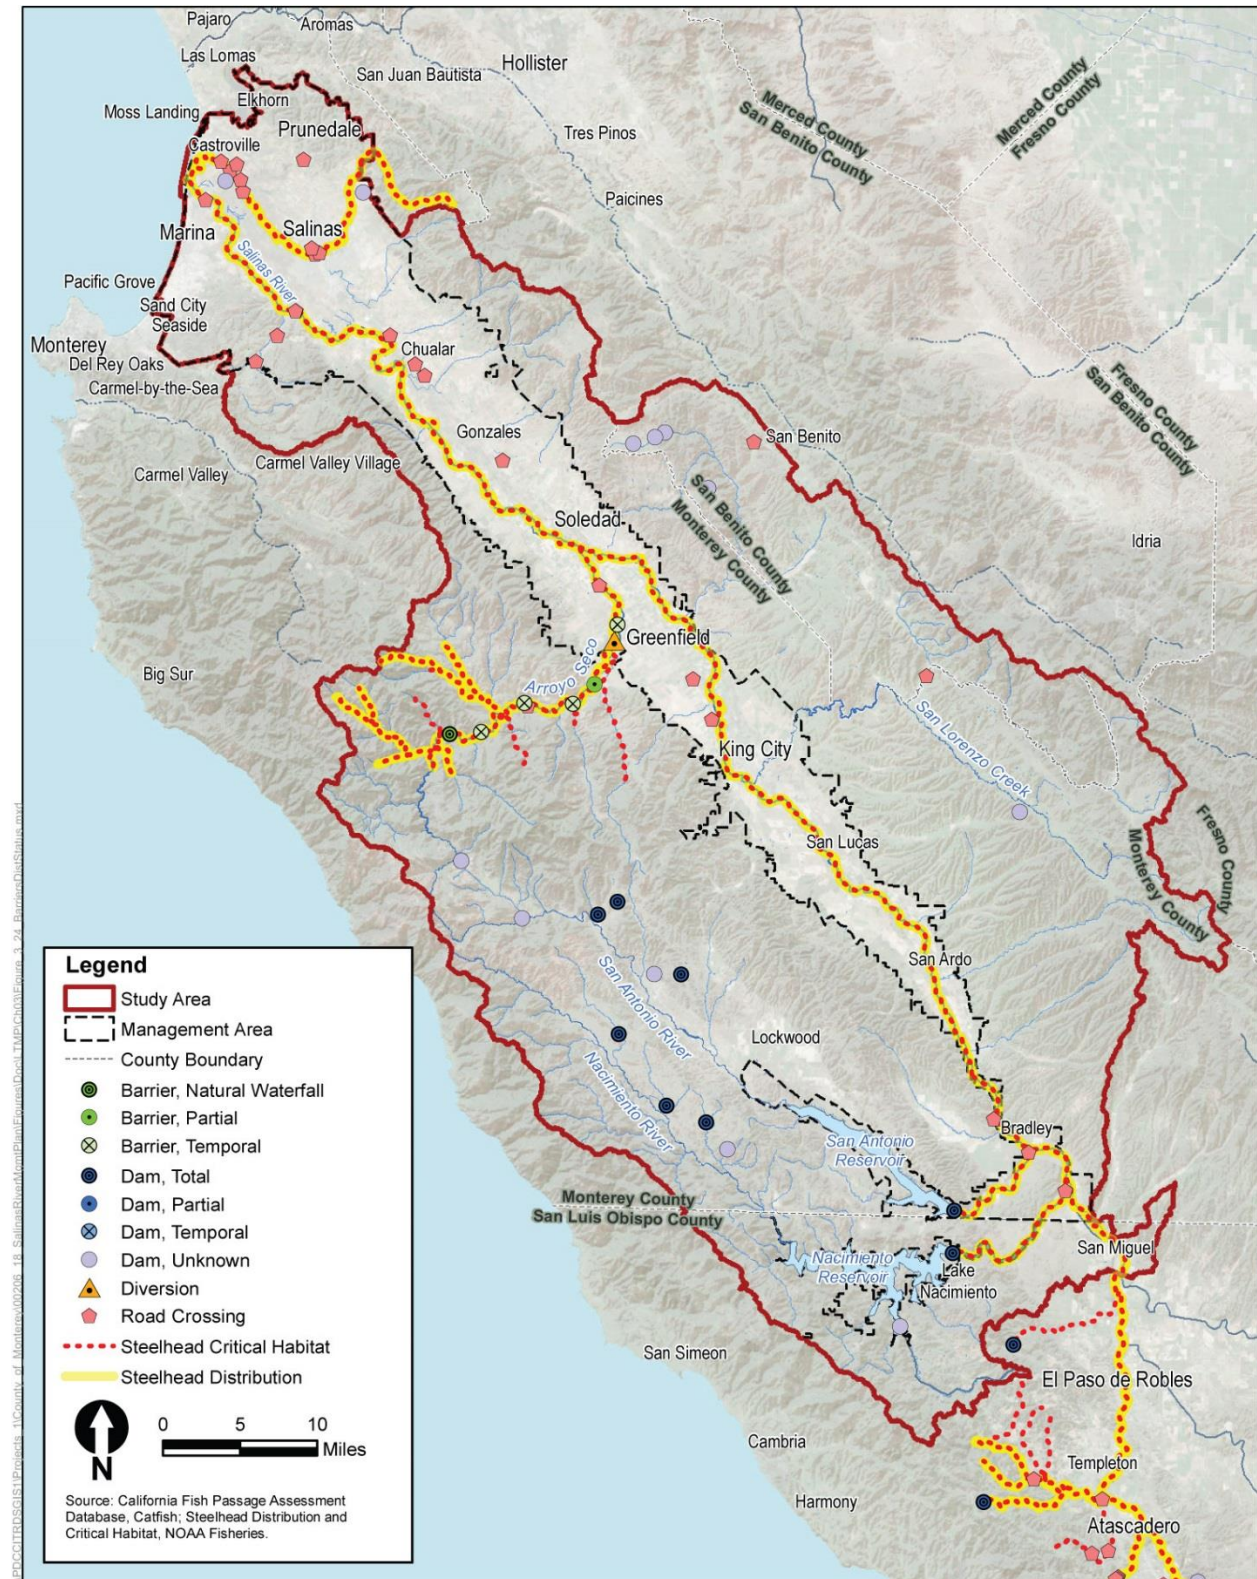 Pajaro
Aromas
Las Lomas
San Juan Bautista
Hollister
Elkhorn
Moss Landing
Prunedale
Castroville
Tres Pinos
Merced County
San Benito County
Merced County
Fresno County
Paicines
Marina
Salinas
Salinas River
Pacific Grove
Sand City
Seaside
Monterey
Del Rey Oaks
Carmel-by-the-Sea
Chualar
Fresno County
San Benito County
Gonzales
San Benito
Carmel Valley
Carmel Valley Village
San Benito County
Monterey County
Soledad
Idria
Greenfield
Arroyo Seco
Big Sur
San Lorenzo Creek
King City
San Lucas
Fresno County
Monterey County
San Ardo
San Antonio River
Lockwood
Nacimiento River
Bradley
San Antonio
Reservoir
Monterey County
San Luis Obispo County
San Miguel
Nacimiento
Reservoir
Lake
Nacimiento
San Simeon
El Paso de Robles
Cambria
Templeton
Harmony
Atascadero
Legend
Study Area
Management Area
County Boundary
Barrier, Natural Waterfall
Barrier, Partial
Barrier, Temporal
Dam, Total
Dam, Partial
Dam, Temporal
Dam, Unknown
Diversion
Road Crossing
Steelhead Critical Habitat
Steelhead Distribution
N
0 5 10
Miles
Source: California Fish Passage Assessment
Database, Catfish; Steelhead Distribution and
Critical Habitat, NOAA Fisheries.